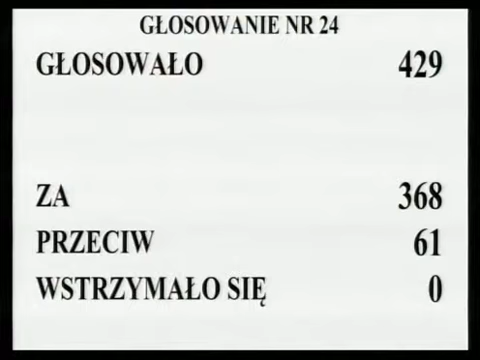 GŁOSOWANIE NR 24
GŁOSOWAŁO 429
ZA 368
PRZECIW 61
WSTRZYMAŁO SIĘ 0